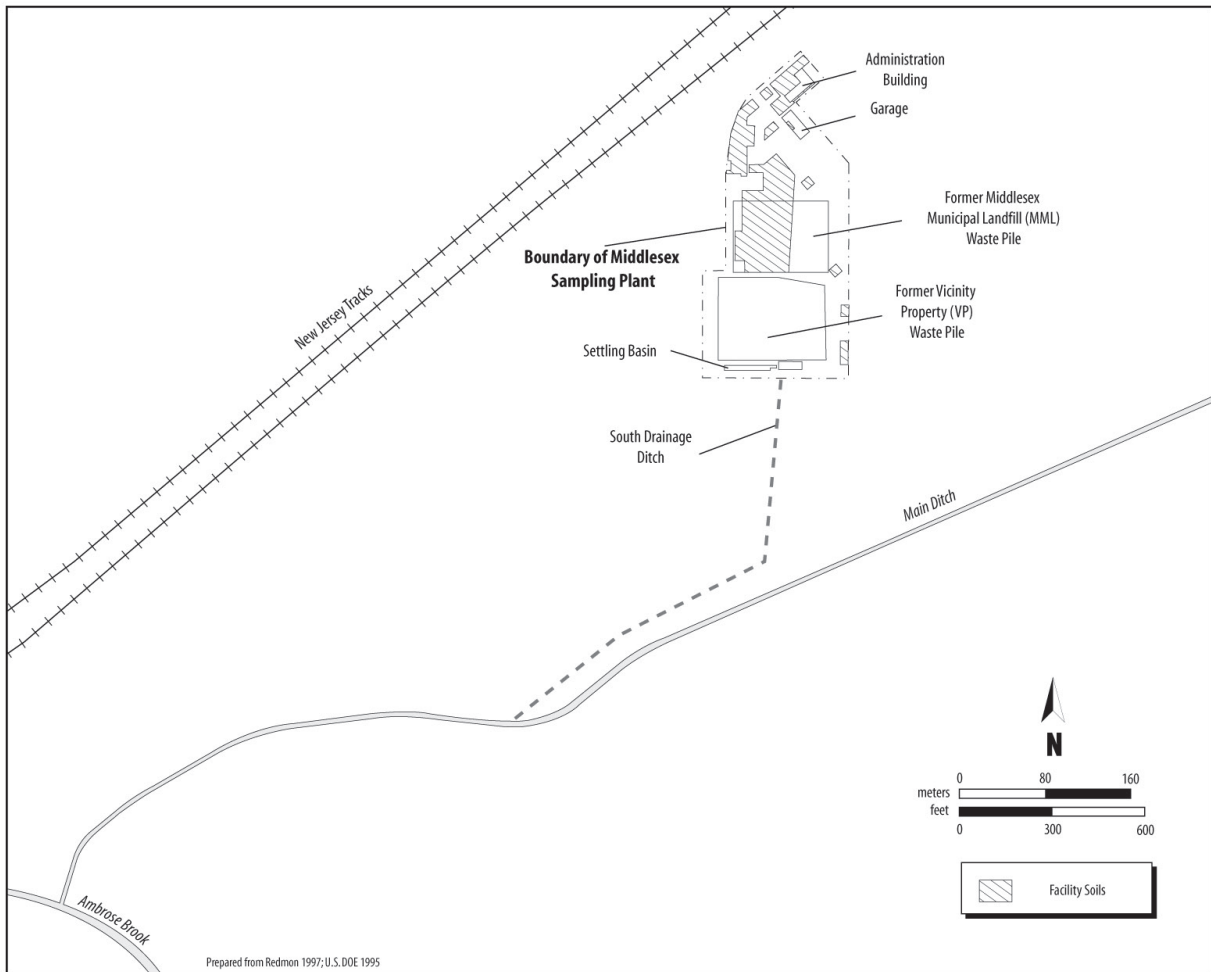 Administration
Building
Garage
Former Middlesex
Municipal Landfill (MML)
Waste Pile
Boundary of Middlesex
Sampling Plant
New Jersey Tracks
Former Vicinity
Property (VP)
Waste Pile
Settling Basin
South Drainage
Ditch
Main Ditch
N
0 80 160
meters
feet
0 300 600
Facility Soils
Ambrose Brook
Prepared from Redmon 1997; U.S. DOE 1995